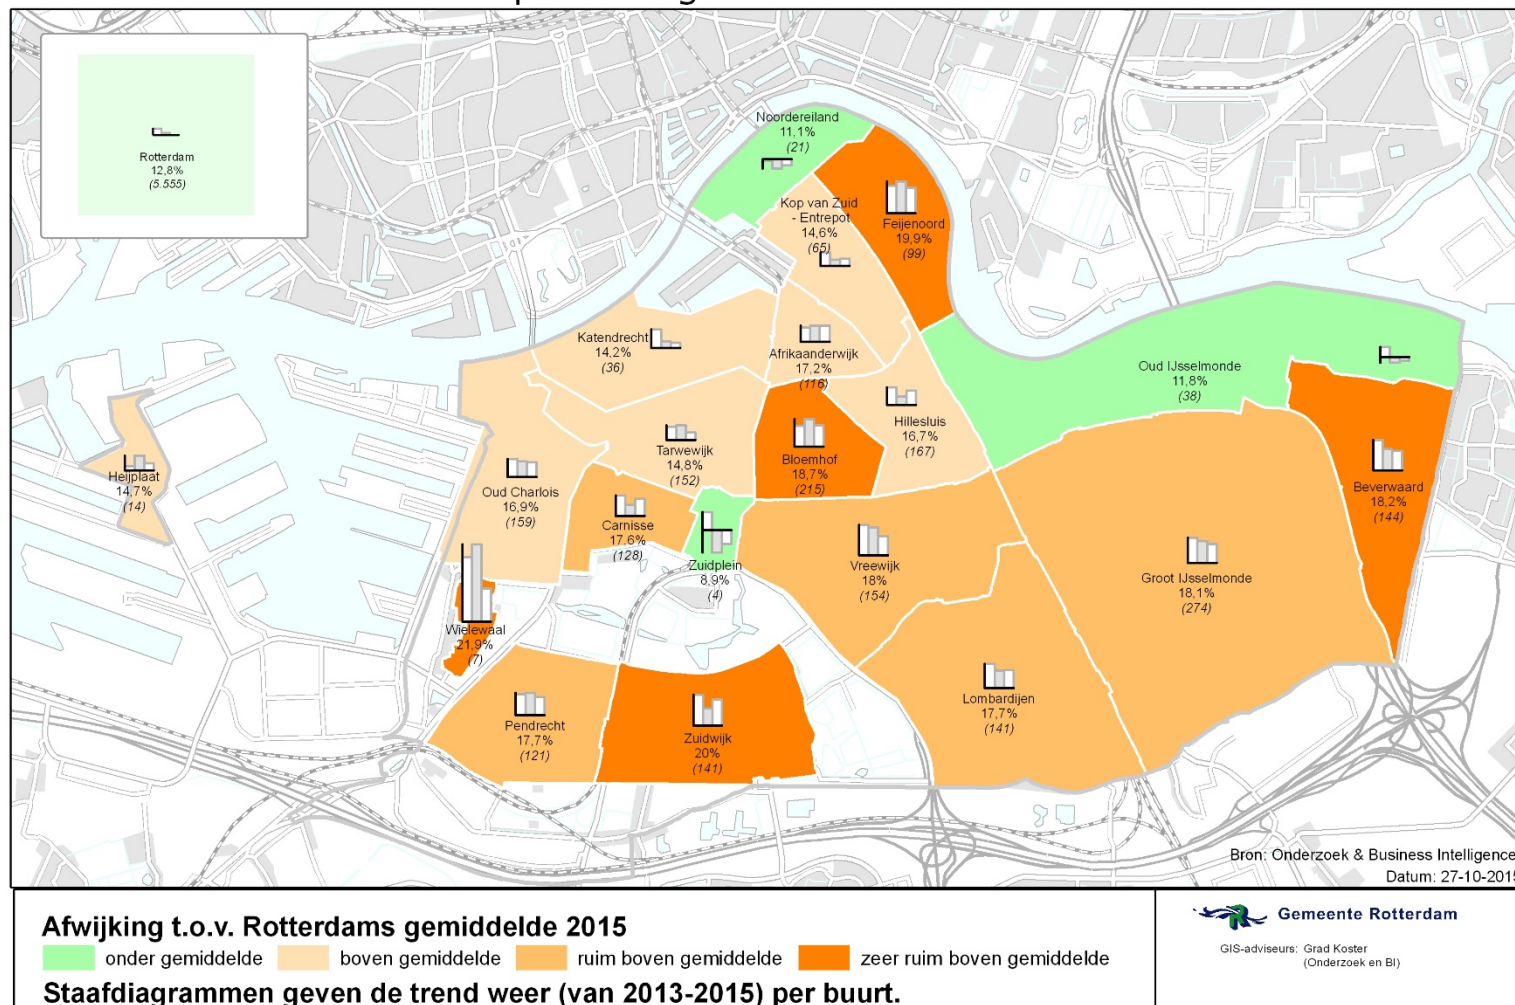 Rotterdam
12,8%
(5.555)
Noordereiland
11,1%
(21)
Kop van Zuid
- Entrepot
14,6%
(65)
Feijenoord
19,9%
(99)
Katendrecht
14,2%
(36)
Afrikaanderwijk
17,2%
(116)
Oud IJsselmonde
11,8%
(38)
Hillesluis
16,7%
(167)
Tarwewijk
14,8%
(152)
Bloemhof
18,7%
(215)
Heijplaat
14,7%
(14)
Oud Charlois
16,9%
(159)
Carnisse
17,6%
(128)
Zuidplein
8,9%
(4)
Vreewijk
18%
(154)
Groot IJsselmonde
18,1%
(274)
Beverwaard
18,2%
(144)
Wielewaal
21,9%
(7)
Pendrecht
17,7%
(121)
Zuidwijk
20%
(141)
Lombardijen
17,7%
(141)
Bron: Onderzoek & Business Intelligence
Datum: 27-10-2015
Afwijking t.o.v. Rotterdams gemiddelde 2015
onder gemiddelde boven gemiddelde ruim boven gemiddelde zeer ruim boven gemiddelde
Staafdiagrammen geven de trend weer (van 2013-2015) per buurt.
Gemeente Rotterdam
GIS-adviseurs: Grad Koster
(Onderzoek en BI)